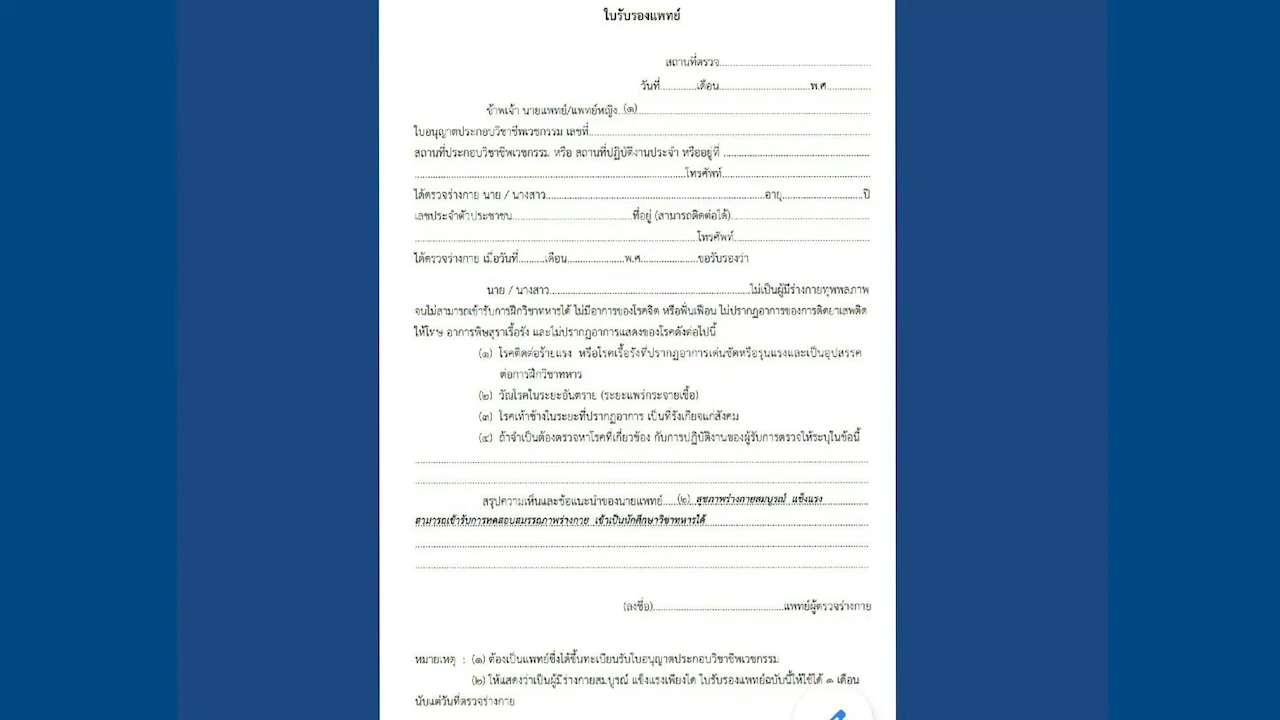 ใบรับรองแพทย์
สถานที่ตรวจ..................................................
วันที่............เดือน..............................พ.ศ..............
ข้าพเจ้า นายแพทย์/แพทย์หญิง..(๑)..............................................................................
ใบอนุญาตประกอบวิชาชีพเวชกรรม เลขที่..............................................................................................
สถานที่ประกอบวิชาชีพเวชกรรม หรือ สถานที่ปฏิบัติงานประจำ หรืออยู่ที่ .................................................
..........................................................................................โทรศัพท์.................................................
ได้ตรวจร่างกาย นาย / นางสาว.........................................................................อายุ...........................ปี
เลขประจำตัวประชาชน........................................ที่อยู่ (สามารถติดต่อได้)..............................................
..............................................................................................โทรศัพท์.............................................
ได้ตรวจร่างกาย เมื่อวันที่.........เดือน...................พ.ศ...................ขอรับรองว่า
นาย / นางสาว...................................................................ไม่เป็นผู้มีร่างกายทุพพลภาพ
จนไม่สามารถเข้ารับการฝึกวิชาทหารได้ ไม่มีอาการของโรคจิต หรือฟั่นเฟือน ไม่ปรากฏอาการของการติดยาเสพติด
ให้โทษ อาการพิษสุราเรื้อรัง และไม่ปรากฏอาการแสดงของโรคดังต่อไปนี้
(๑) โรคติดต่อร้ายแรง หรือโรคเรื้อรังที่ปรากฏอาการเด่นชัดหรือรุนแรงและเป็นอุปสรรค
ต่อการฝึกวิชาทหาร
(๒) วัณโรคในระยะอันตราย (ระยะแพร่กระจายเชื้อ)
(๓) โรคเท้าช้างในระยะที่ปรากฏอาการ เป็นที่รังเกียจแก่สังคม
(๔) ถ้าจำเป็นต้องตรวจหาโรคที่เกี่ยวข้อง กับการปฏิบัติงานของผู้รับการตรวจให้ระบุในข้อนี้
สรุปความเห็นและข้อแนะนำของนายแพทย์....(๒) สุขภาพร่างกายสมบูรณ์ แข็งแรง
สามารถเข้ารับการทดสอบสมรรถภาพร่างกาย เข้าเป็นนักศึกษาวิชาทหารได้
(ลงชื่อ)............................................แพทย์ผู้ตรวจร่างกาย
หมายเหตุ : (๑) ต้องเป็นแพทย์ซึ่งได้ขึ้นทะเบียนรับใบอนุญาตประกอบวิชาชีพเวชกรรม
(๒) ให้แสดงว่าเป็นผู้มีร่างกายสมบูรณ์ แข็งแรงเพียงใด ใบรับรองแพทย์ฉบับนี้ให้ใช้ได้ ๑ เดือน
นับแต่วันที่ตรวจร่างกาย